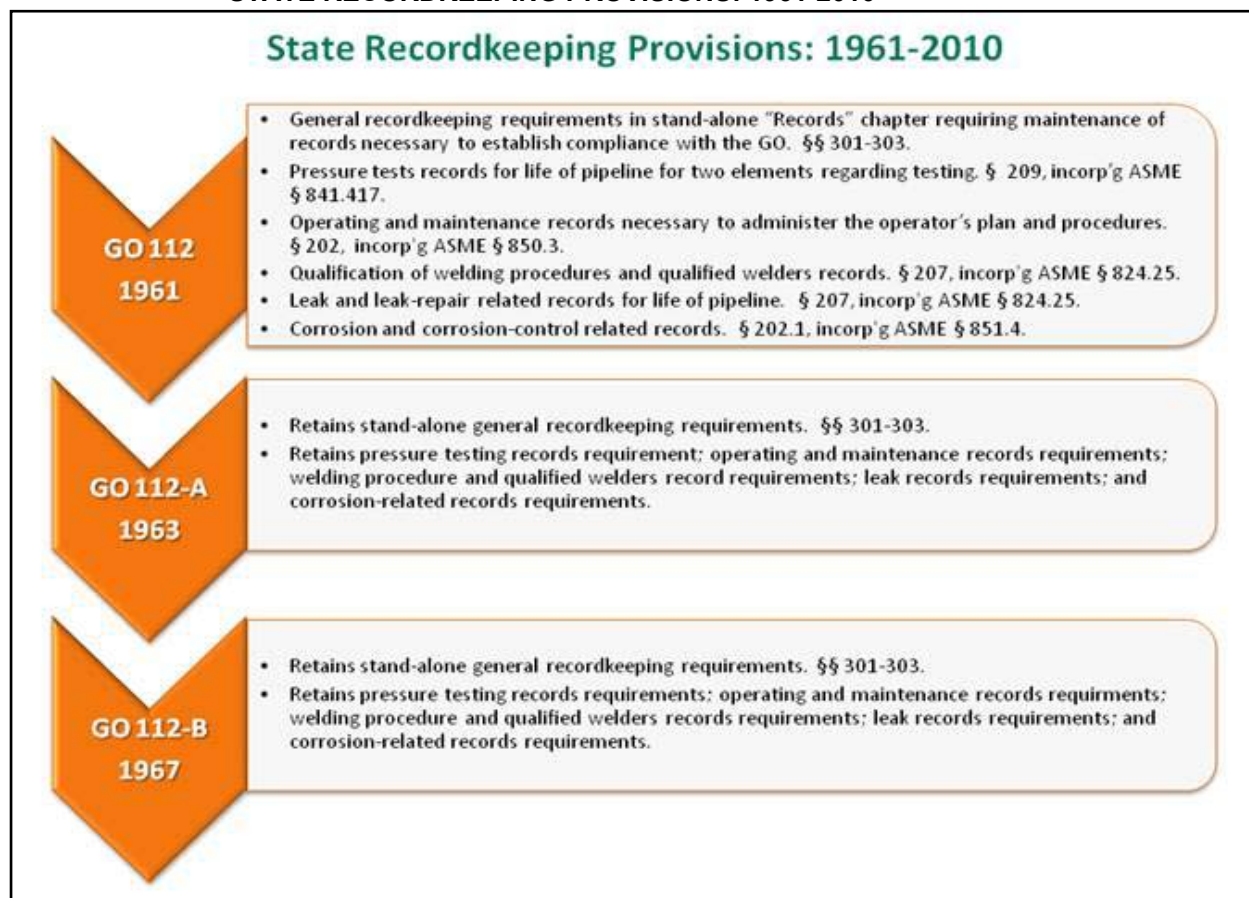 STATE RECORDKEEPING PROVISIONS: 1961-2010
State Recordkeeping Provisions: 1961-2010
GO 112
1961
• General recordkeeping requirements in stand-alone "Records" chapter requiring maintenance of
records necessary to establish compliance with the GO. §§ 301-303.
• Pressure tests records for life of pipeline for two elements regarding testing. § 209, incorp'g ASME
§ 841.417.
• Operating and maintenance records necessary to administer the operator's plan and procedures.
§ 202, incorp'g ASME § 850.3.
• Qualification of welding procedures and qualified welders records. § 207, incorp'g ASME § 824.25.
• Leak and leak-repair related records for life of pipeline. § 207, incorp'g ASME § 824.25.
• Corrosion and corrosion-control related records. § 202.1, incorp'g ASME § 851.4.
GO 112-A
1963
• Retains stand-alone general recordkeeping requirements. §§ 301-303.
• Retains pressure testing records requirement; operating and maintenance records requirements;
welding procedure and qualified welders record requirements; leak records requirements; and
corrosion-related records requirements.
GO 112-B
1967
• Retains stand-alone general recordkeeping requirements. §§ 301-303.
• Retains pressure testing records requirements; operating and maintenance records requirments;
welding procedure and qualified welders records requirements; leak records requirements; and
corrosion-related records requirements.